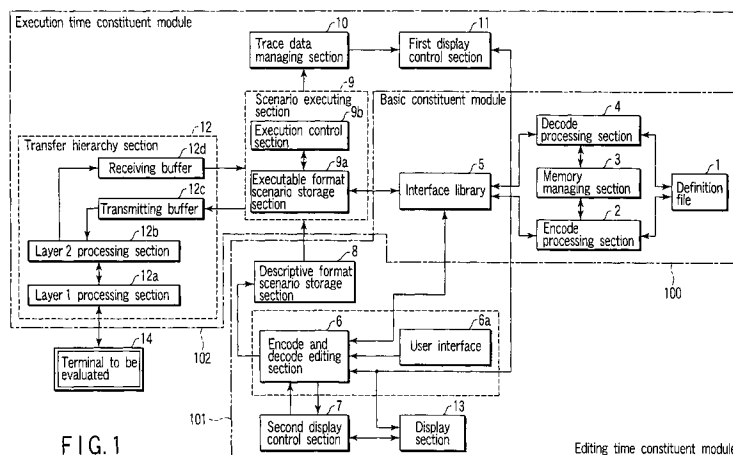 Execution time constituent module
10
Trace data
managing section
11
First display
control section
9
Scenario executing
section
9b
Execution control
section
9a
Executable format
scenario storage
section
Basic constituent module
4
Decode
processing section
3
Memory
managing section
2
Encode
processing section
1
Definition
file
5
Interface library
12
Transfer hierarchy section
12d
Receiving buffer
12c
Transmitting buffer
12b
Layer 2 processing section
12a
Layer 1 processing section
8
Descriptive format
scenario storage
section
100
102
14
Terminal to be
evaluated
6
Encode and
decode editing
section
6a
User interface
101
7
Second display
control section
13
Display
section
FIG.1
Editing time constituent module